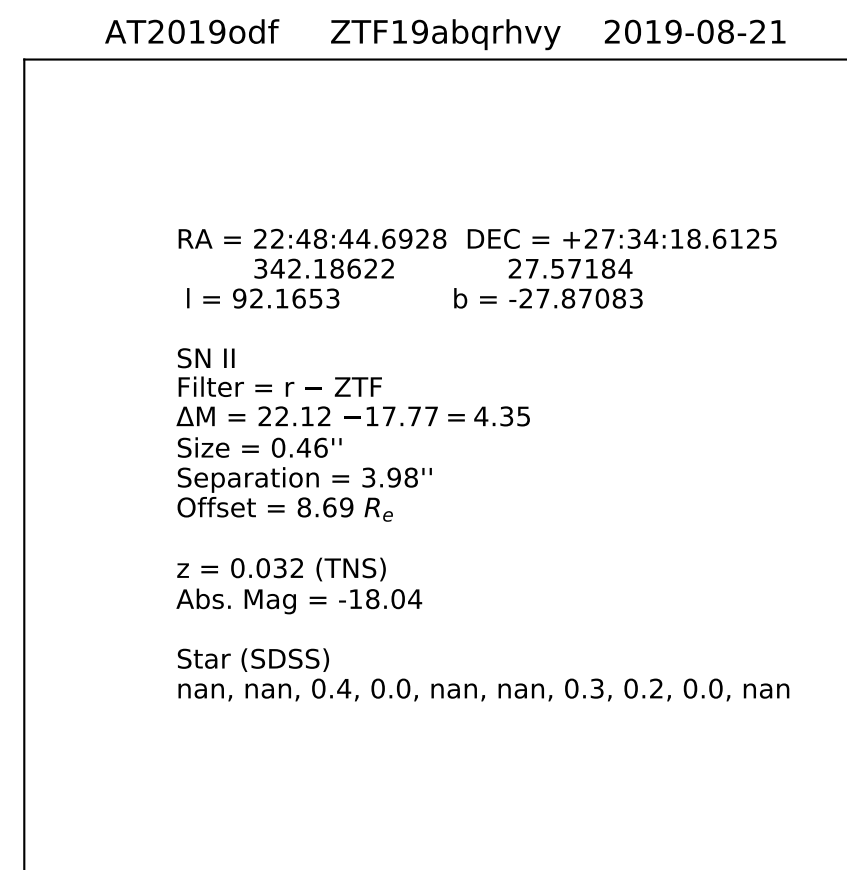 AT2019odf ZTF19abqrhvy 2019-08-21
RA = 22:48:44.6928 DEC = +27:34:18.6125
342.18622 27.57184
l = 92.1653 b = -27.87083
SN II
Filter = r − ZTF
ΔM = 22.12 −17.77 = 4.35
Size = 0.46''
Separation = 3.98''
Offset = 8.69 Rₑ
z = 0.032 (TNS)
Abs. Mag = -18.04
Star (SDSS)
nan, nan, 0.4, 0.0, nan, nan, 0.3, 0.2, 0.0, nan